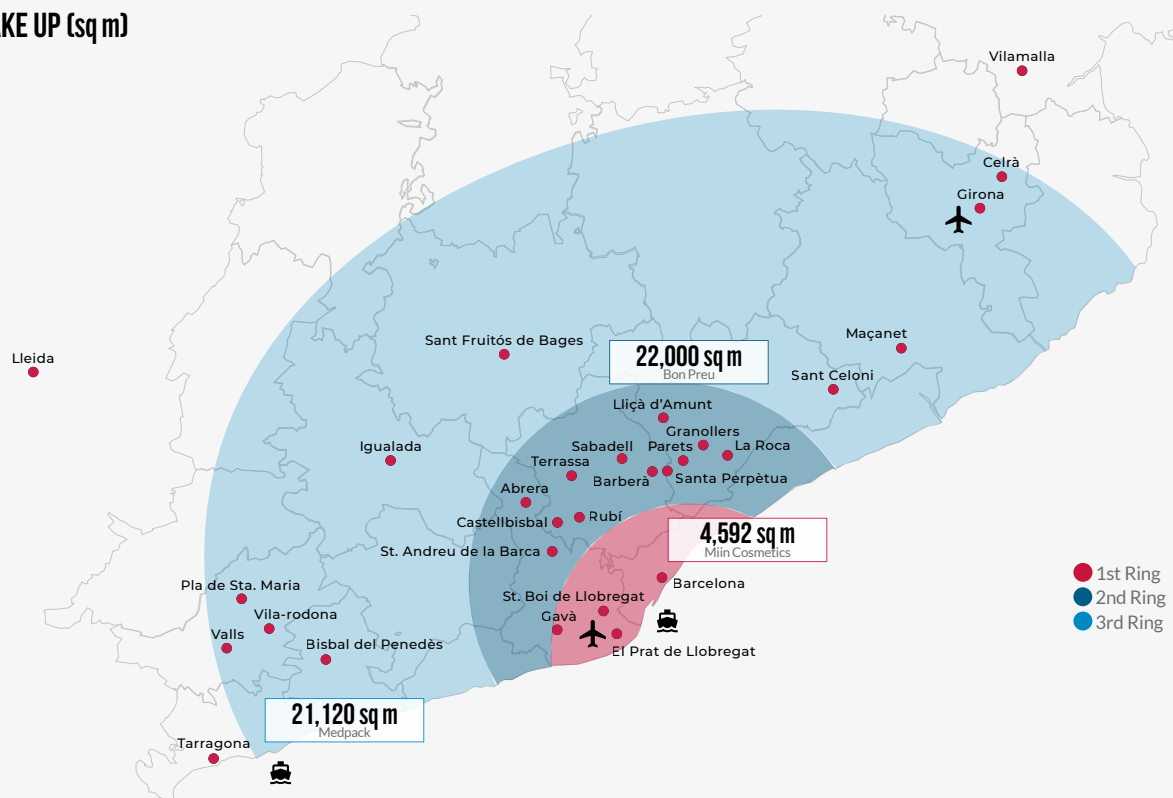 AKE UP (sq m)
Vilamalla
Celrà
Girona
Maçanet
Sant Fruitós de Bages
22,000 sq m
Bon Preu
Lleida
Sant Celoni
Lliçà d’Amunt
Granollers
Igualada
Sabadell
Parets
La Roca
Terrassa
Barberà
Santa Perpètua
Abrera
Castellbisbal
Rubí
4,592 sq m
Miin Cosmetics
St. Andreu de la Barca
1st Ring
Barcelona
Pla de Sta. Maria
St. Boi de Llobregat
2nd Ring
Vila-rodona
Gavà
3rd Ring
Valls
Bisbal del Penedès
El Prat de Llobregat
21,120 sq m
Medpack
Tarragona